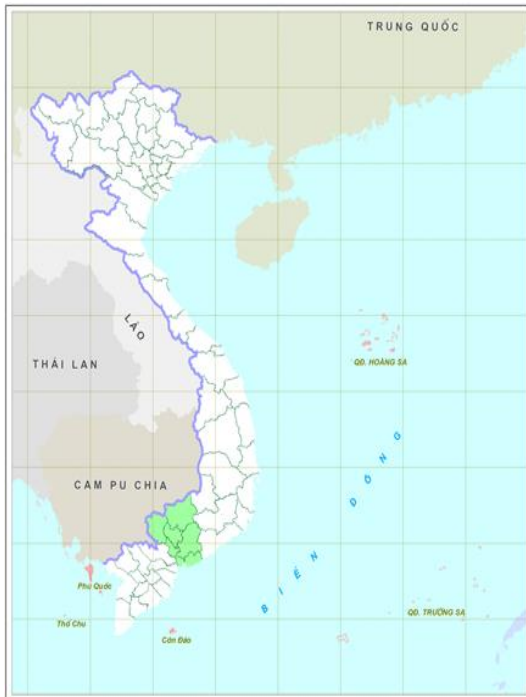 TRUNG QUỐC
LÀO
THÁI LAN
QĐ. HOÀNG SA
CAM PU CHIA
BIỂN ĐÔNG
Phú Quốc
QĐ. TRƯỜNG SA
Thổ Chu
Côn Đảo